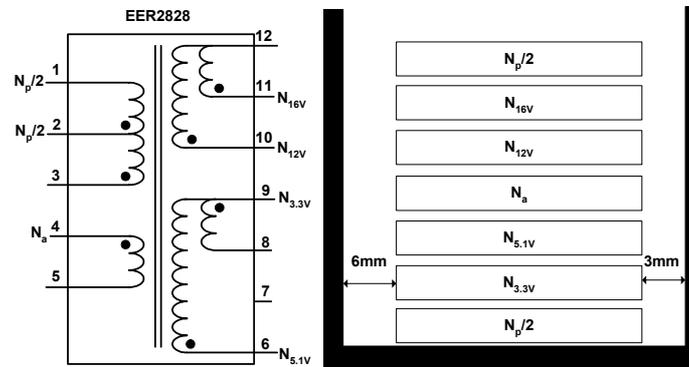 EER2828
1
Np/2
Np/2 2
3
Na 4
5
12
11
N16V
10
N12V
9
N3.3V
8
7
6
N5.1V
Np/2
N16V
N12V
Na
N5.1V
6mm
3mm
N3.3V
Np/2